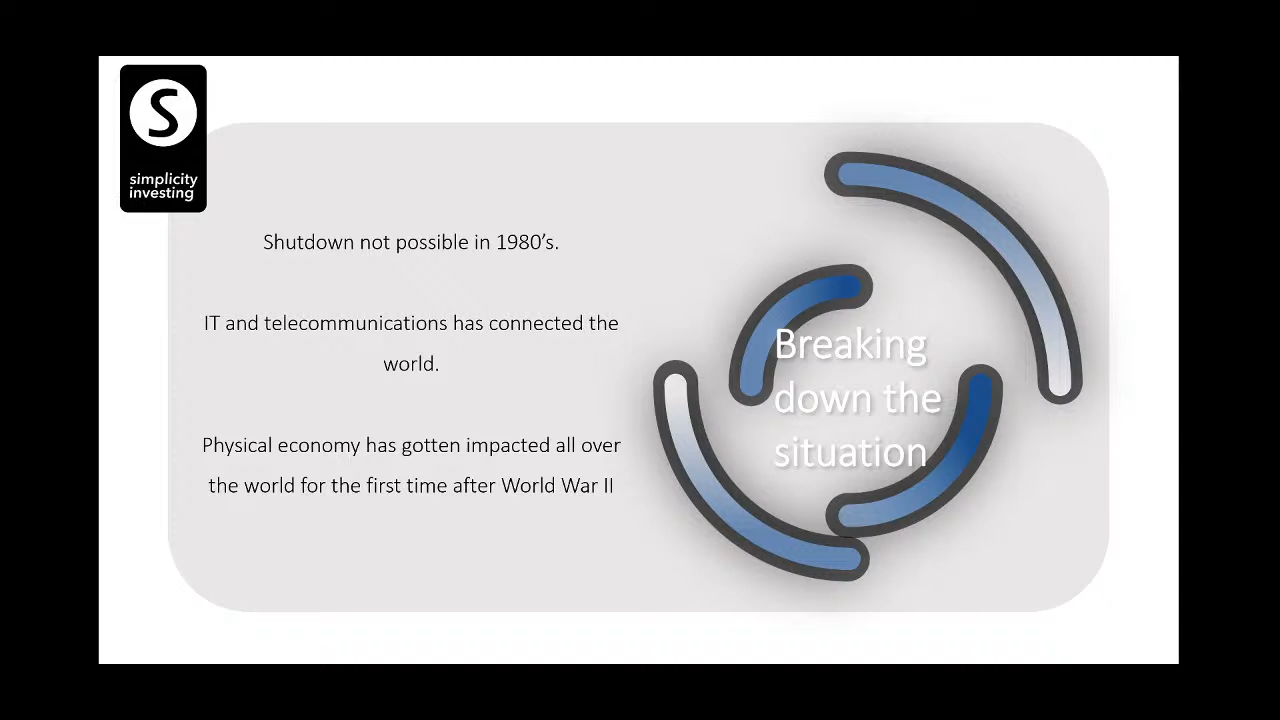 S
simplicity
investing
Shutdown not possible in 1980’s.
IT and telecommunications has connected the
world.
Physical economy has gotten impacted all over
the world for the first time after World War II
Breaking
down the
situation